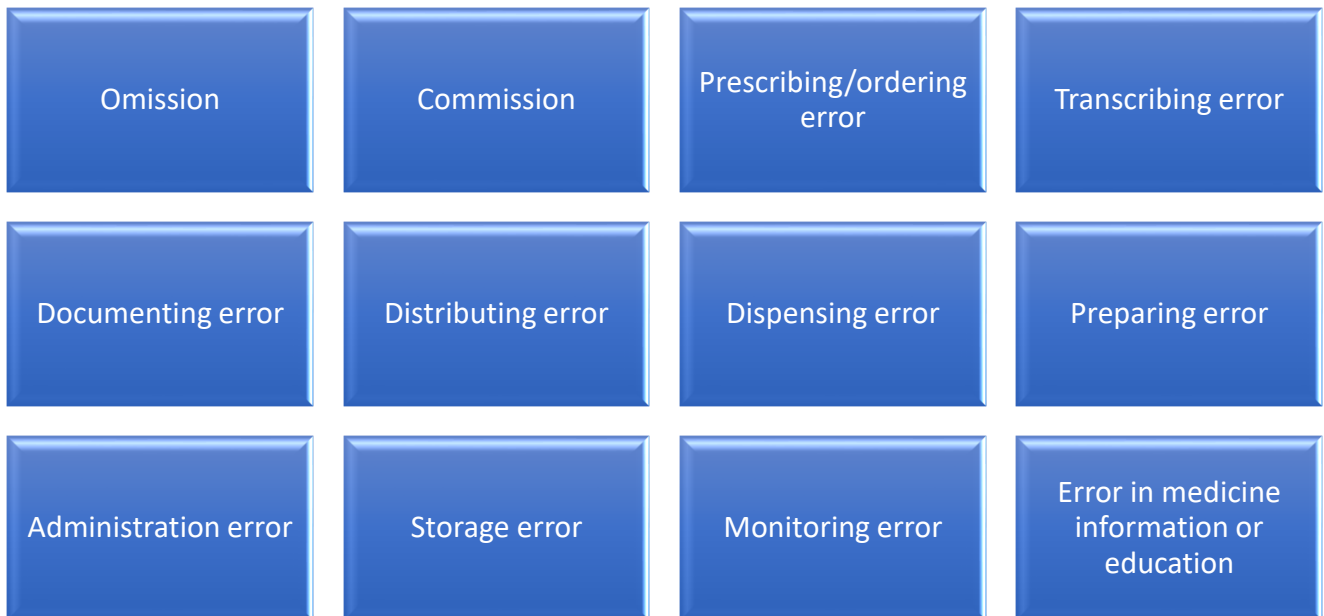 Omission
Commission
Prescribing/ordering
error
Transcribing error
Documenting error
Distributing error
Dispensing error
Preparing error
Administration error
Storage error
Monitoring error
Error in medicine
information or
education